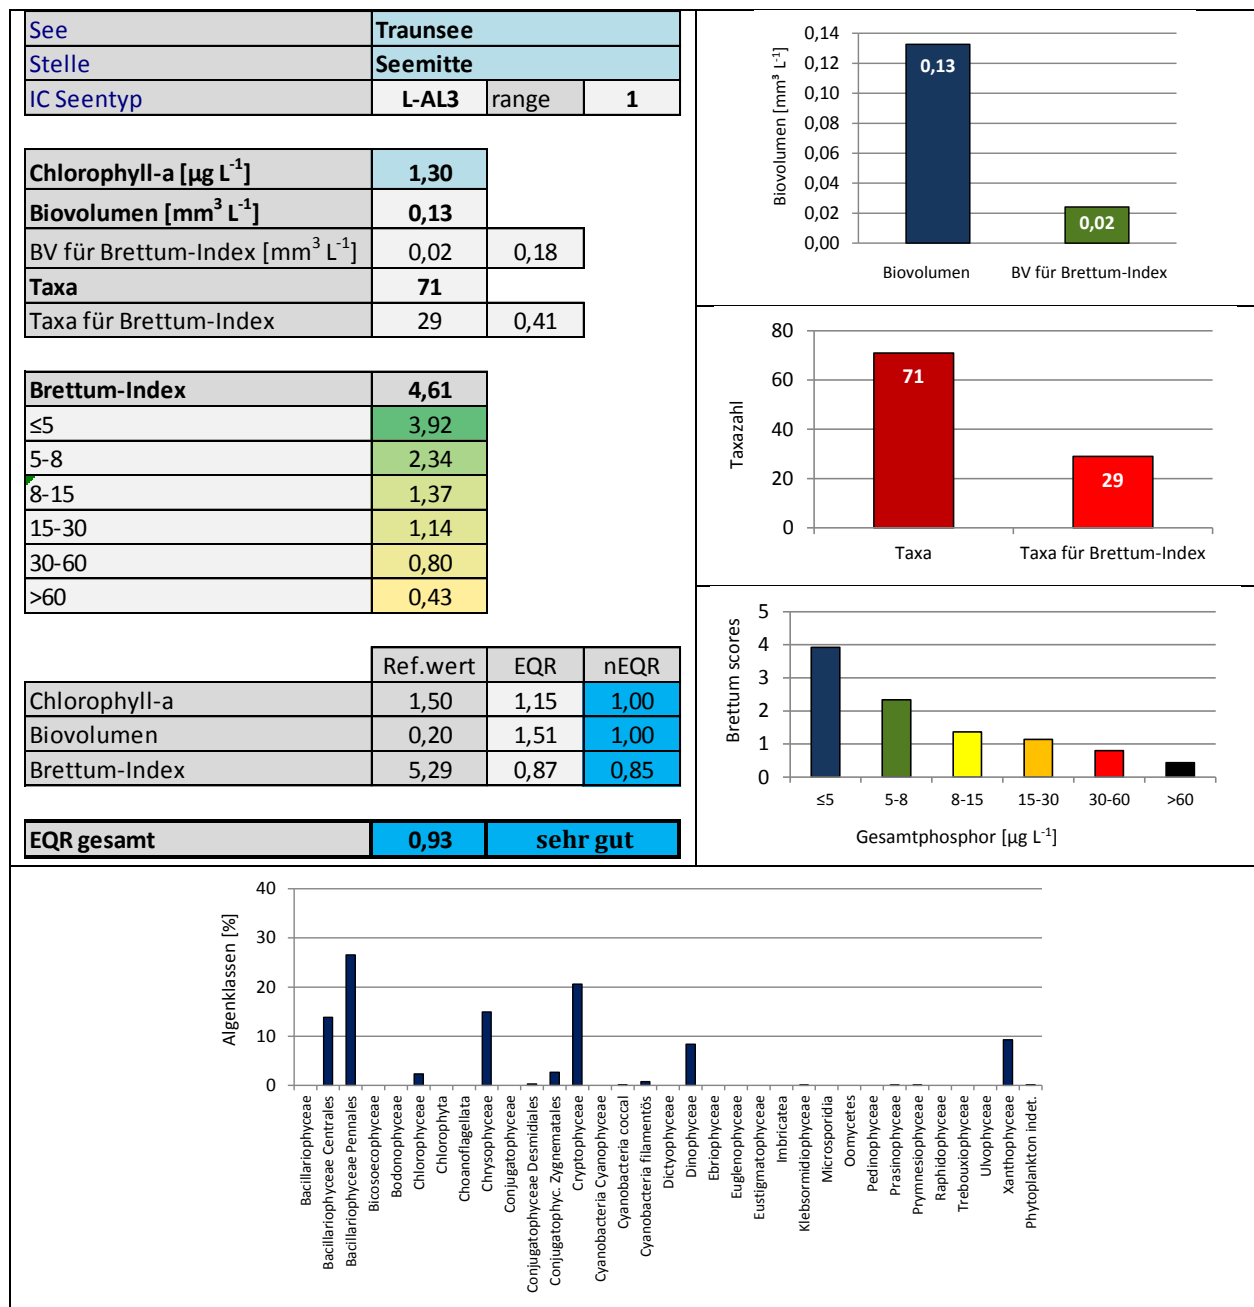 See Traunsee
Stelle Seemitte
IC Seentyp L-AL3 range 1
Chlorophyll-a [µg L⁻¹] 1,30
Biovolumen [mm³ L⁻¹] 0,13
BV für Brettum-Index [mm³ L⁻¹] 0,02 0,18
Taxa 71
Taxa für Brettum-Index 29 0,41
Brettum-Index 4,61
≤5 3,92
5-8 2,34
8-15 1,37
15-30 1,14
30-60 0,80
>60 0,43
Ref.wert EQR nEQR
Chlorophyll-a 1,50 1,15 1,00
Biovolumen 0,20 1,51 1,00
Brettum-Index 5,29 0,87 0,85
EQR gesamt 0,93 sehr gut
Biovolumen [mm³ L⁻¹]
0,14
0,12
0,10
0,08
0,06
0,04
0,02
0,00
0,13
0,02
Biovolumen BV für Brettum-Index
Taxazahl
80
60
40
20
0
71
29
Taxa Taxa für Brettum-Index
Brettum scores
5
4
3
2
1
0
≤5 5-8 8-15 15-30 30-60 >60
Gesamtphosphor [µg L⁻¹]
Algenklassen [%]
40
30
20
10
0
Bacillariophyceae
Bacillariophyceae Centrales
Bacillariophyceae Pennales
Bicosoecophyceae
Bodonophyceae
Chlorophyceae
Chlorophyta
Choanoflagellata
Chrysophyceae
Conjugatophyceae
Conjugatophyceae Desmidiales
Conjugatophyc. Zygnematales
Cryptophyceae
Cyanobacteria Cyanophyceae
Cyanobacteria coccal
Cyanobacteria filamentös
Dictyophyceae
Dinophyceae
Ebriophyceae
Euglenophyceae
Eustigmatophyceae
Imbricatea
Klebsormidiophyceae
Microsporidia
Oomycetes
Pedinophyceae
Prasinophyceae
Prymnesiophyceae
Raphidophyceae
Trebouxiophyceae
Ulvophyceae
Xanthophyceae
Phytoplankton indet.